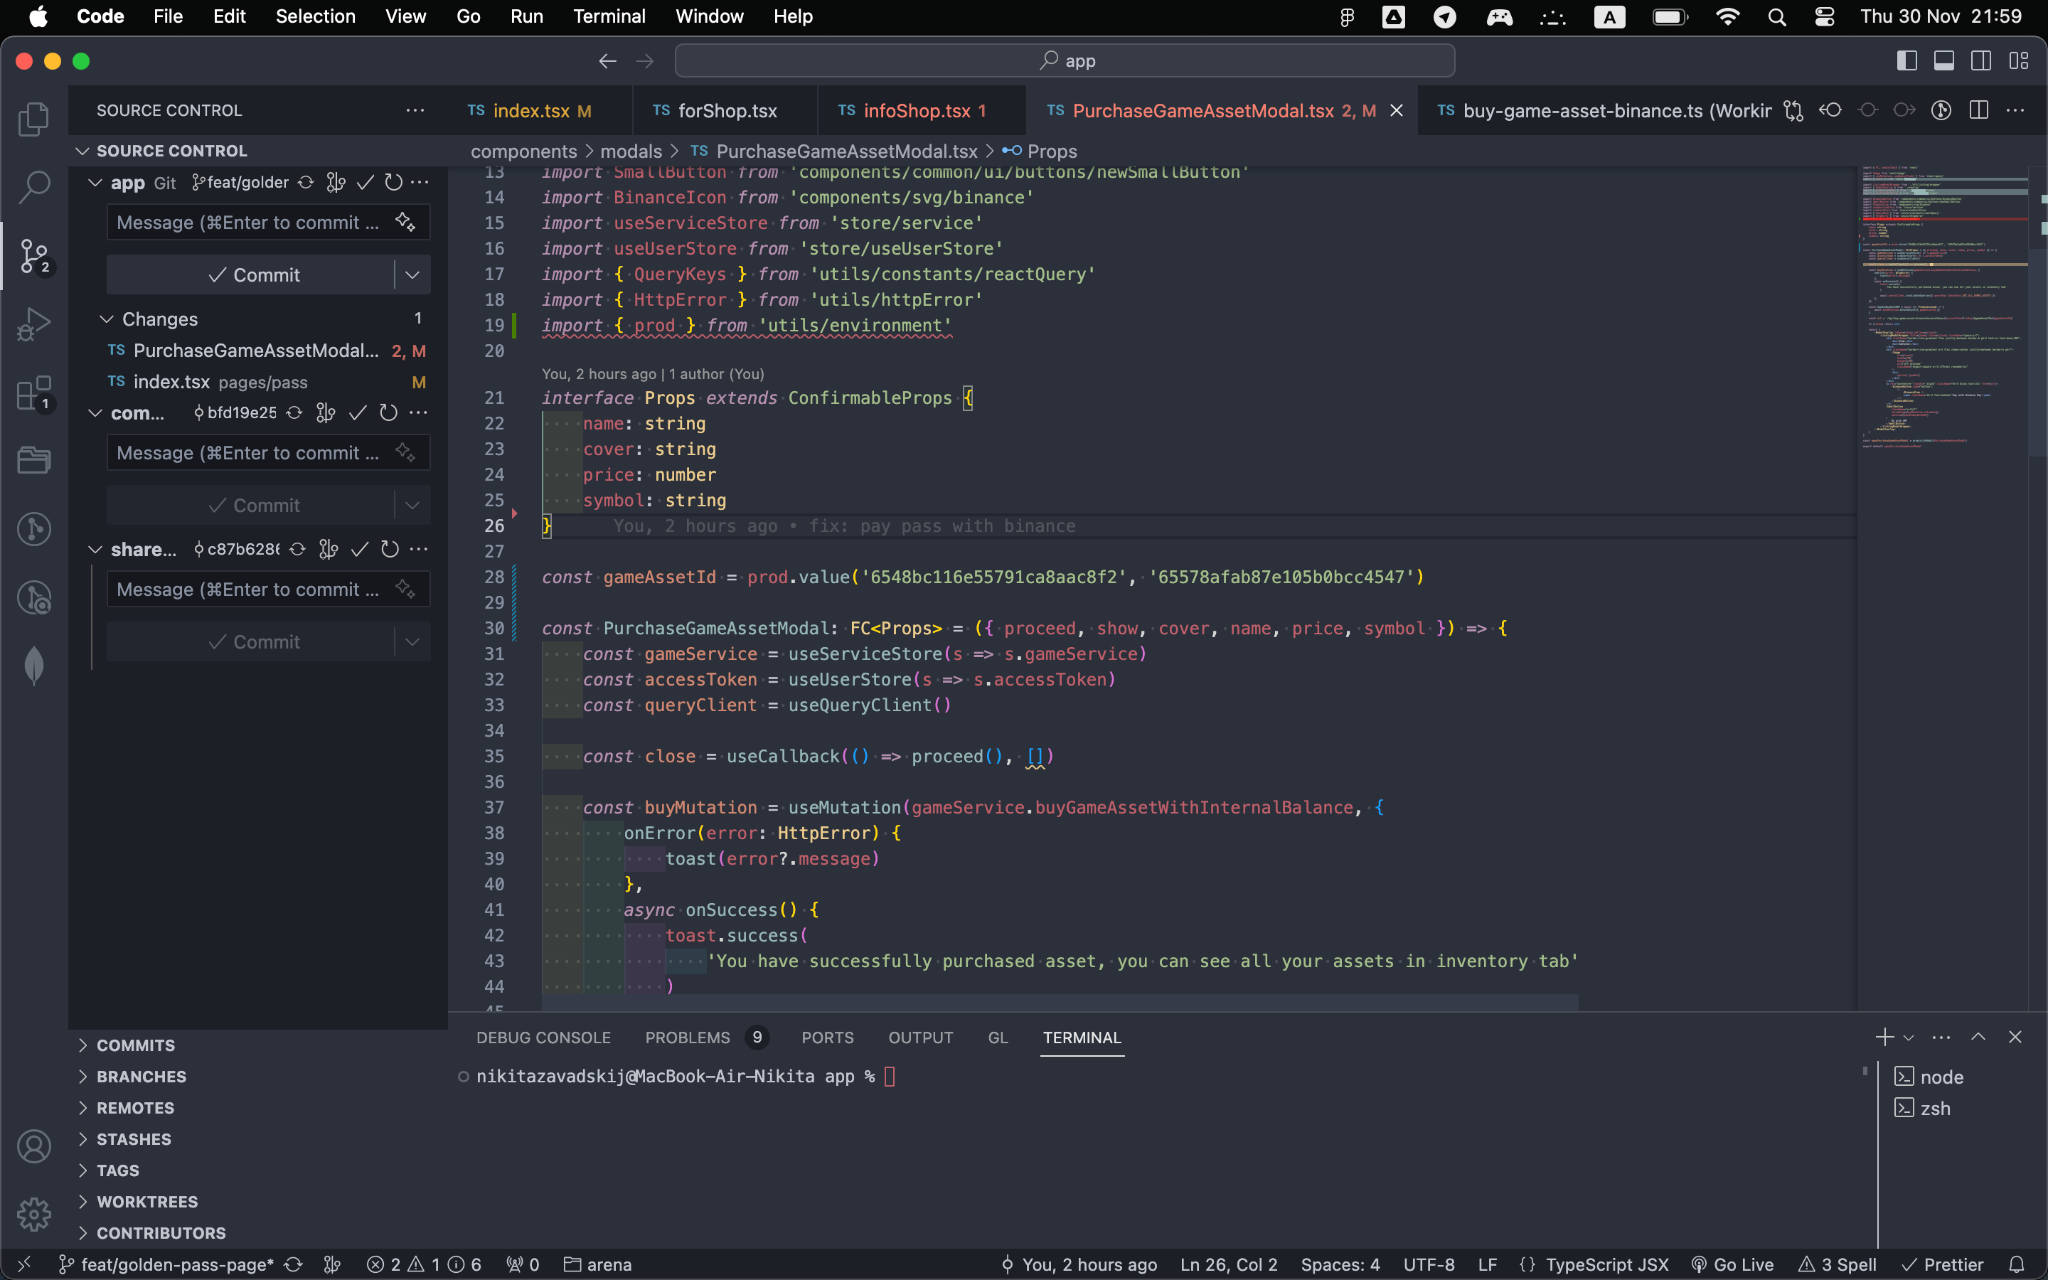 Code File Edit Selection View Go Run Terminal Window Help
A
Thu 30 Nov 21:59
app
SOURCE CONTROL
TS index.tsx M
TS forShop.tsx
TS infoShop.tsx 1
TS PurchaseGameAssetModal.tsx 2, M
TS buy-game-asset-binance.ts (Workin
SOURCE CONTROL
app Git feat/golder
Message (⌘Enter to commit ...
Commit
Changes 1
TS PurchaseGameAssetModal... 2, M
TS index.tsx pages/pass M
com... bfd19e25
Message (⌘Enter to commit ...
Commit
share... c87b6286
Message (⌘Enter to commit ...
Commit
COMMITS
BRANCHES
REMOTES
STASHES
TAGS
WORKTREES
CONTRIBUTORS
2
1
components > modals > TS PurchaseGameAssetModal.tsx > Props
13 import SmallButton from 'components/common/ui/buttons/newSmallButton'
14 import BinanceIcon from 'components/svg/binance'
15 import useServiceStore from 'store/service'
16 import useUserStore from 'store/useUserStore'
17 import { QueryKeys } from 'utils/constants/reactQuery'
18 import { HttpError } from 'utils/httpError'
19 import { prod } from 'utils/environment'
20
You, 2 hours ago | 1 author (You)
21 interface Props extends ConfirmableProps {
22 name: string
23 cover: string
24 price: number
25 symbol: string
26 } You, 2 hours ago • fix: pay pass with binance
27
28 const gameAssetId = prod.value('6548bc116e55791ca8aac8f2', '65578afab87e105b0bcc4547')
29
30 const PurchaseGameAssetModal: FC<Props> = ({ proceed, show, cover, name, price, symbol }) => {
31 const gameService = useServiceStore(s => s.gameService)
32 const accessToken = useUserStore(s => s.accessToken)
33 const queryClient = useQueryClient()
34
35 const close = useCallback(() => proceed(), [])
36
37 const buyMutation = useMutation(gameService.buyGameAssetWithInternalBalance, {
38 onError(error: HttpError) {
39 toast(error?.message)
40 },
41 async onSuccess() {
42 toast.success(
43 'You have successfully purchased asset, you can see all your assets in inventory tab'
44 )
45
DEBUG CONSOLE PROBLEMS 9 PORTS OUTPUT GL TERMINAL
nikitazavadskij@MacBook-Air-Nikita app %
node
zsh
feat/golden-pass-page* 2 1 6 0 arena
You, 2 hours ago Ln 26, Col 2 Spaces: 4 UTF-8 LF {} TypeScript JSX Go Live 3 Spell Prettier